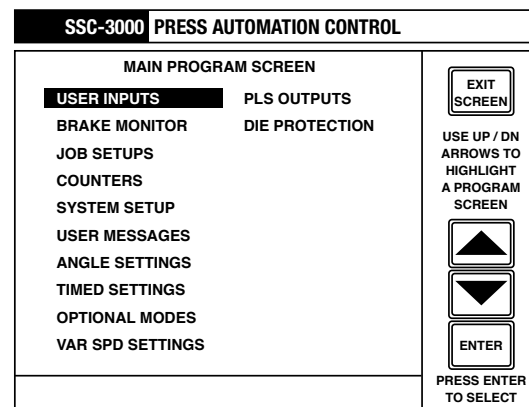 SSC-3000 PRESS AUTOMATION CONTROL
MAIN PROGRAM SCREEN
USER INPUTS
BRAKE MONITOR
JOB SETUPS
COUNTERS
SYSTEM SETUP
USER MESSAGES
ANGLE SETTINGS
TIMED SETTINGS
OPTIONAL MODES
VAR SPD SETTINGS
PLS OUTPUTS
DIE PROTECTION
EXIT
SCREEN
USE UP / DN
ARROWS TO
HIGHLIGHT
A PROGRAM
SCREEN
ENTER
PRESS ENTER
TO SELECT